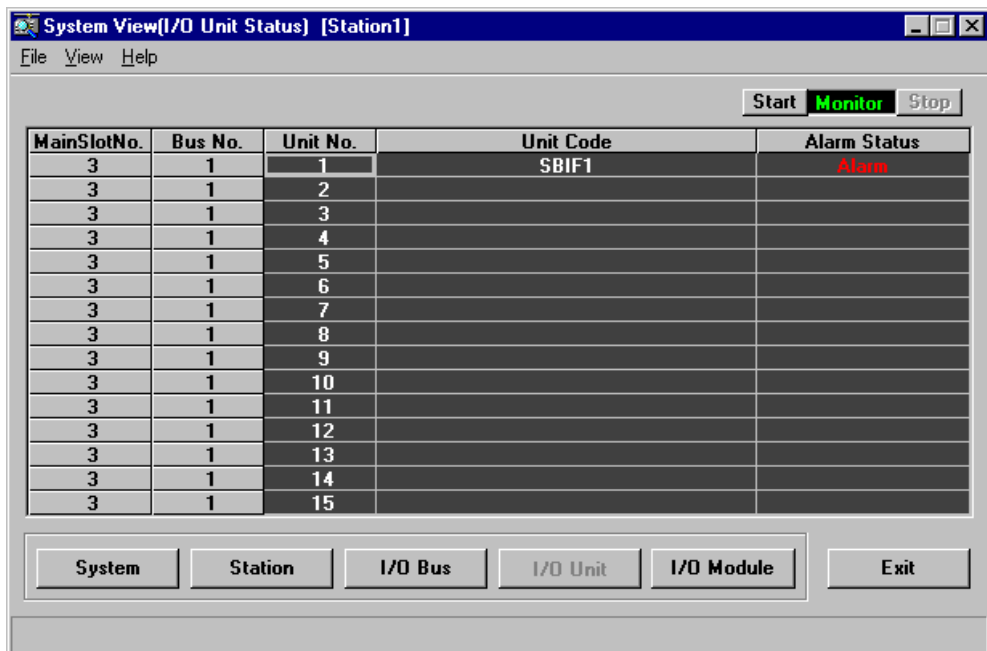 System View(I/O Unit Status) [Station1]
File View Help
Start Monitor Stop
MainSlotNo. Bus No. Unit No. Unit Code Alarm Status
3 1 1 SBIF1 Alarm
3 1 2
3 1 3
3 1 4
3 1 5
3 1 6
3 1 7
3 1 8
3 1 9
3 1 10
3 1 11
3 1 12
3 1 13
3 1 14
3 1 15
System Station I/O Bus I/O Unit I/O Module Exit